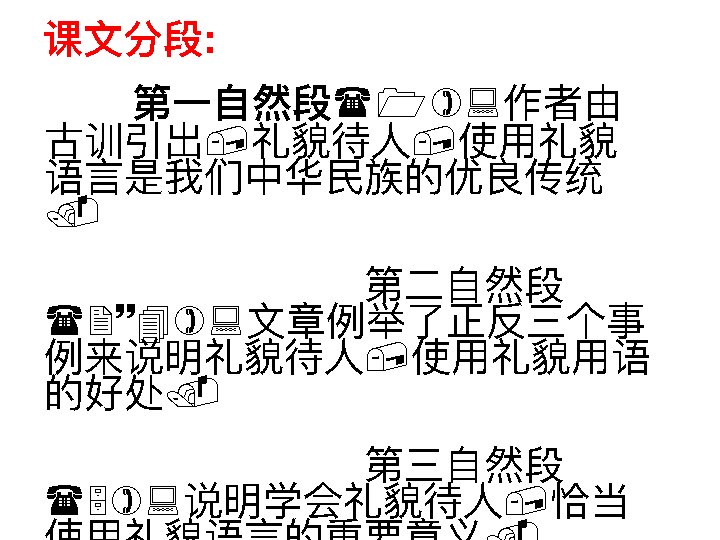 课文分段:
第一自然段☎📁✆🖳作者由
古训引出📪礼貌待人📪使用礼貌
语言是我们中华民族的优良传统
📬
第二自然段
☎🖹❞🗐✆🖳文章例举了正反三个事
例来说明礼貌待人📪使用礼貌用语
的好处📬
第三自然段
☎🗄✆🖳说明学会礼貌待人📪恰当
使用礼貌语言的重要意义📬